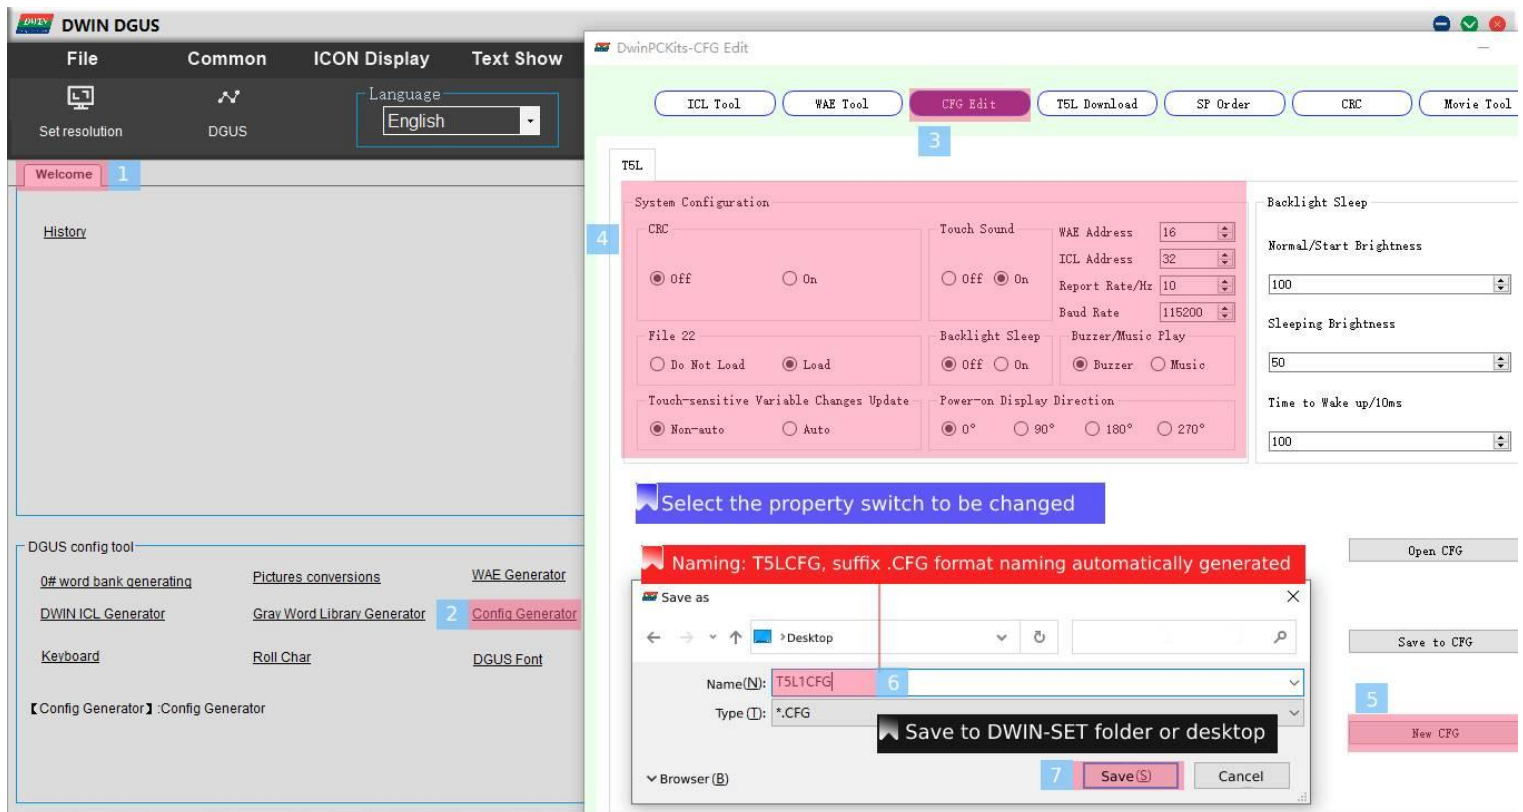 DWIN DWIN DGUS
File Common ICON Display Text Show
Set resolution DGUS Language English
Welcome 1
History
DGUS config tool
0# word bank generating Pictures conversions WAE Generator
DWIN ICL Generator Gray Word Library Generator 2 Config Generator
Keyboard Roll Char DGUS Font
【Config Generator】:Config Generator
DwinPCKits-CFG Edit
ICL Tool WAE Tool CFG Edit T5L Download SP Order CRC Movie Tool
3
T5L
4
System Configuration
CRC
Off On
Touch Sound
Off On
WAE Address 16
ICL Address 32
Report Rate/Hz 10
Baud Rate 115200
File 22
Do Not Load Load
Backlight Sleep
Off On
Buzzer/Music Play
Buzzer Music
Touch-sensitive Variable Changes Update
Non-auto Auto
Power-on Display Direction
0° 90° 180° 270°
Backlight Sleep
Normal/Start Brightness
100
Sleeping Brightness
50
Time to Wake up/10ms
100
Select the property switch to be changed
Naming: T5LCFG, suffix .CFG format naming automatically generated
Save as
>Desktop
Name(N): T5L1CFG 6
Type(T): *.CFG
Save to DWIN-SET folder or desktop
Browser(B) 7 Save(S) Cancel
Open CFG
Save to CFG
5
New CFG